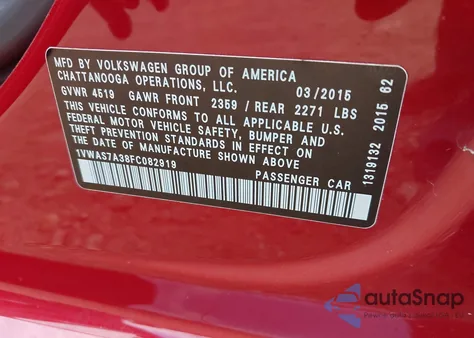 MFD BY VOLKSWAGEN GROUP OF AMERICA
CHATTANOOGA OPERATIONS, LLC. 03/2015
GVWR 4519 GAWR FRONT 2359 / REAR 2271 LBS
THIS VEHICLE CONFORMS TO ALL APPLICABLE U.S.
FEDERAL MOTOR VEHICLE SAFETY, BUMPER AND
THEFT PREVENTION STANDARDS IN EFFECT ON
THE DATE OF MANUFACTURE SHOWN ABOVE
1VWAS7A38FC082919
PASSENGER CAR
1319132 2015 62
autoSnap